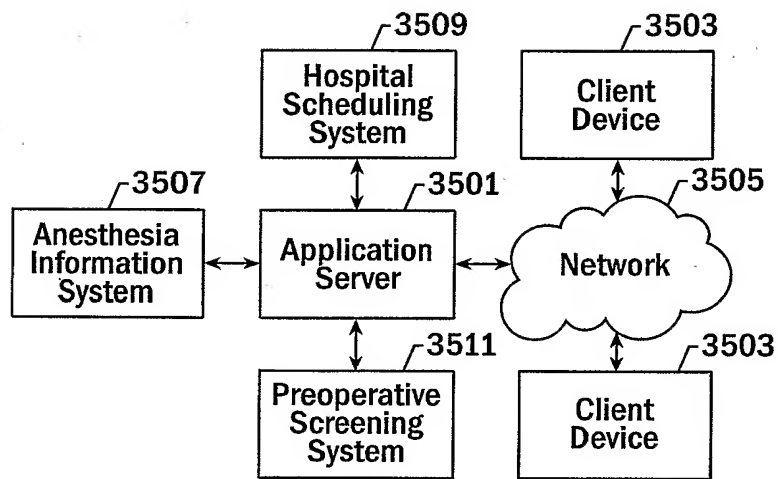 3509
Hospital
Scheduling
System
3503
Client
Device
3507
Anesthesia
Information
System
3501
Application
Server
3505
Network
3511
Preoperative
Screening
System
3503
Client
Device